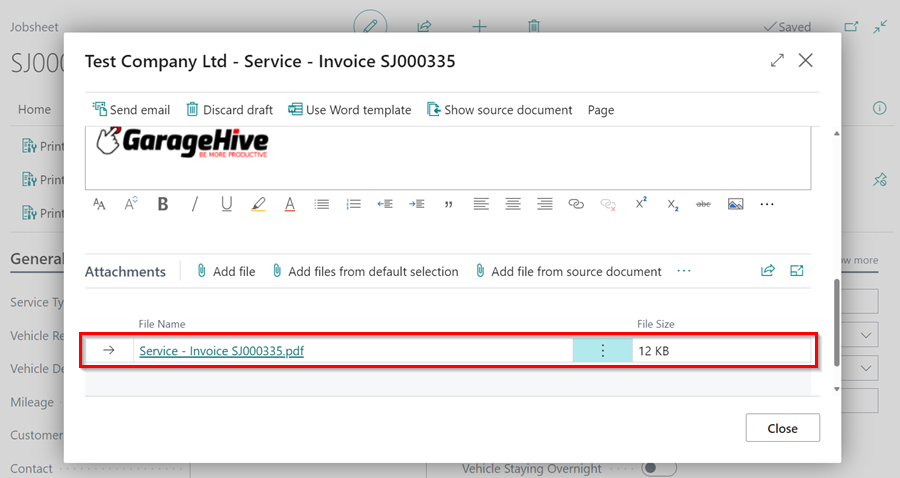 Jobsheet
Saved
SJ000
Test Company Ltd - Service - Invoice SJ000335
Home
Send email Discard draft Use Word template Show source document Page
GarageHive
BE MORE PRODUCTIVE
Print
Print
Print
General
Attachments Add file Add files from default selection Add file from source document
ow more
File Name File Size
Service Ty
Vehicle Re
Service - Invoice SJ000335.pdf 12 KB
Vehicle De
Mileage
Customer
Close
Contact
Vehicle Staying Overnight